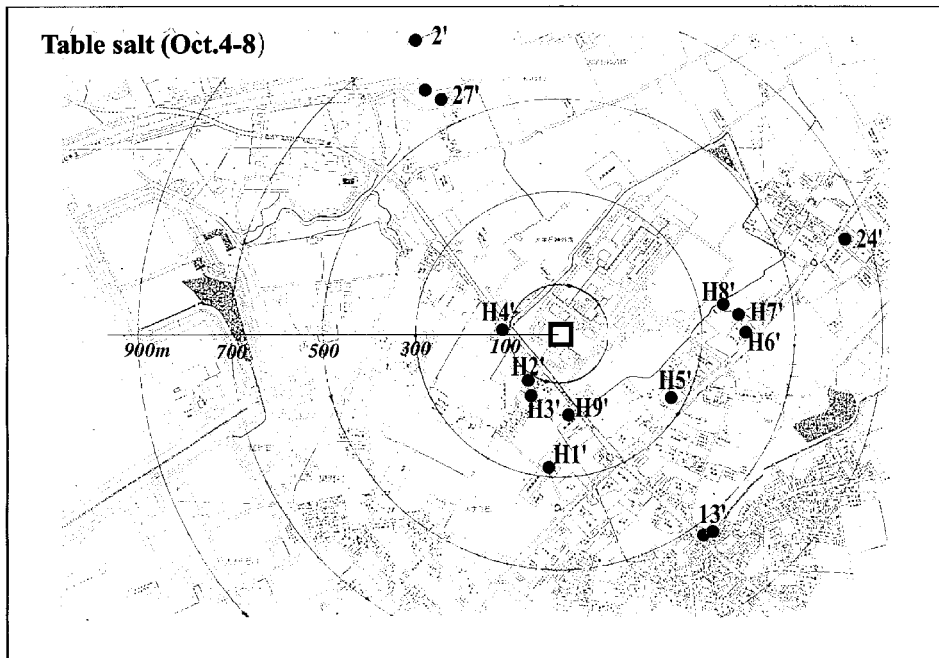 Table salt (Oct.4-8)
2'
27'
24'
H8'
H7'
H6'
H4'
900m 700 500 300 100
H2'
H3'
H5'
H9'
H1'
13'